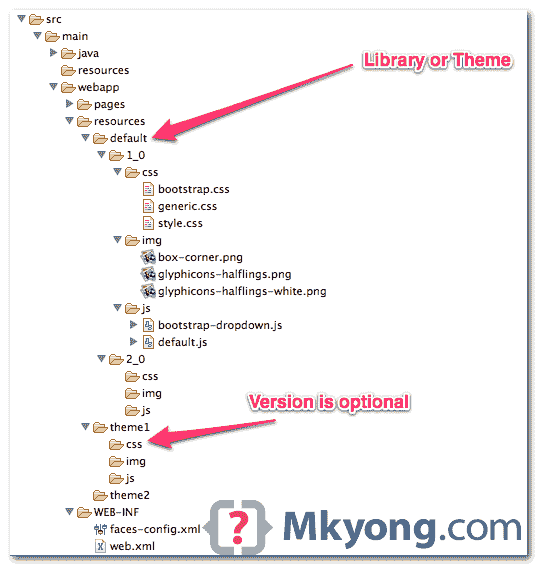 src
main
java
Library or Theme
resources
webapp
pages
resources
default
1_0
css
bootstrap.css
generic.css
style.css
img
box-corner.png
glyphicons-halflings.png
glyphicons-halflings-white.png
js
bootstrap-dropdown.js
default.js
2_0
css
img
js
Version is optional
theme1
css
img
js
theme2
WEB-INF
faces-config.xml
web.xml
{?} Mkyong.com